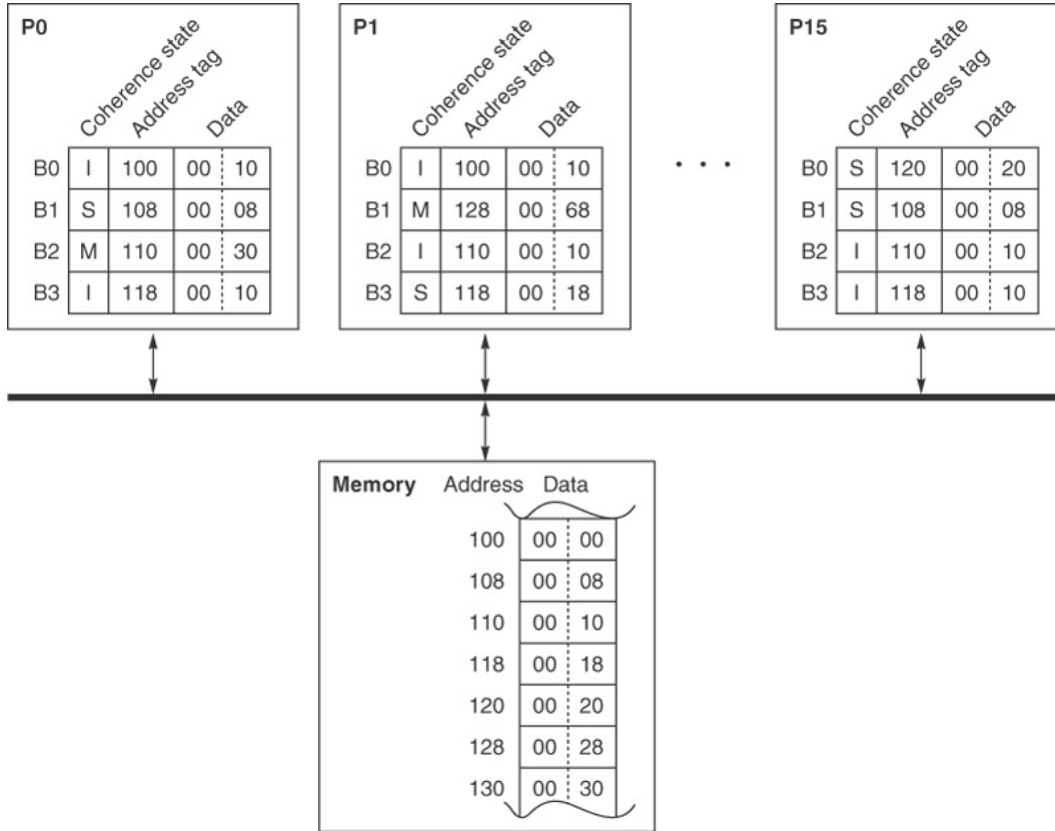 P0
Coherence state
Address tag
Data
B0 I 100 00 10
B1 S 108 00 08
B2 M 110 00 30
B3 I 118 00 10
P1
Coherence state
Address tag
Data
B0 I 100 00 10
B1 M 128 00 68
B2 I 110 00 10
B3 S 118 00 18
. . .
P15
Coherence state
Address tag
Data
B0 S 120 00 20
B1 S 108 00 08
B2 I 110 00 10
B3 I 118 00 10
Memory Address Data
100 00 00
108 00 08
110 00 10
118 00 18
120 00 20
128 00 28
130 00 30